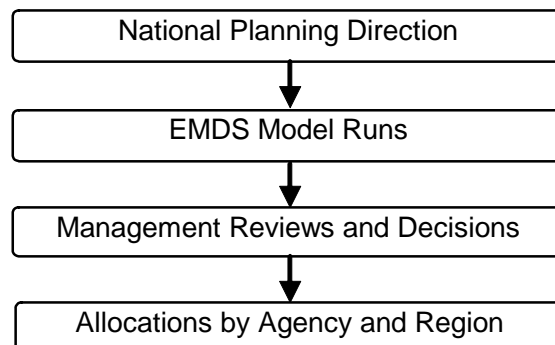 National Planning Direction
EMDS Model Runs
Management Reviews and Decisions
Allocations by Agency and Region